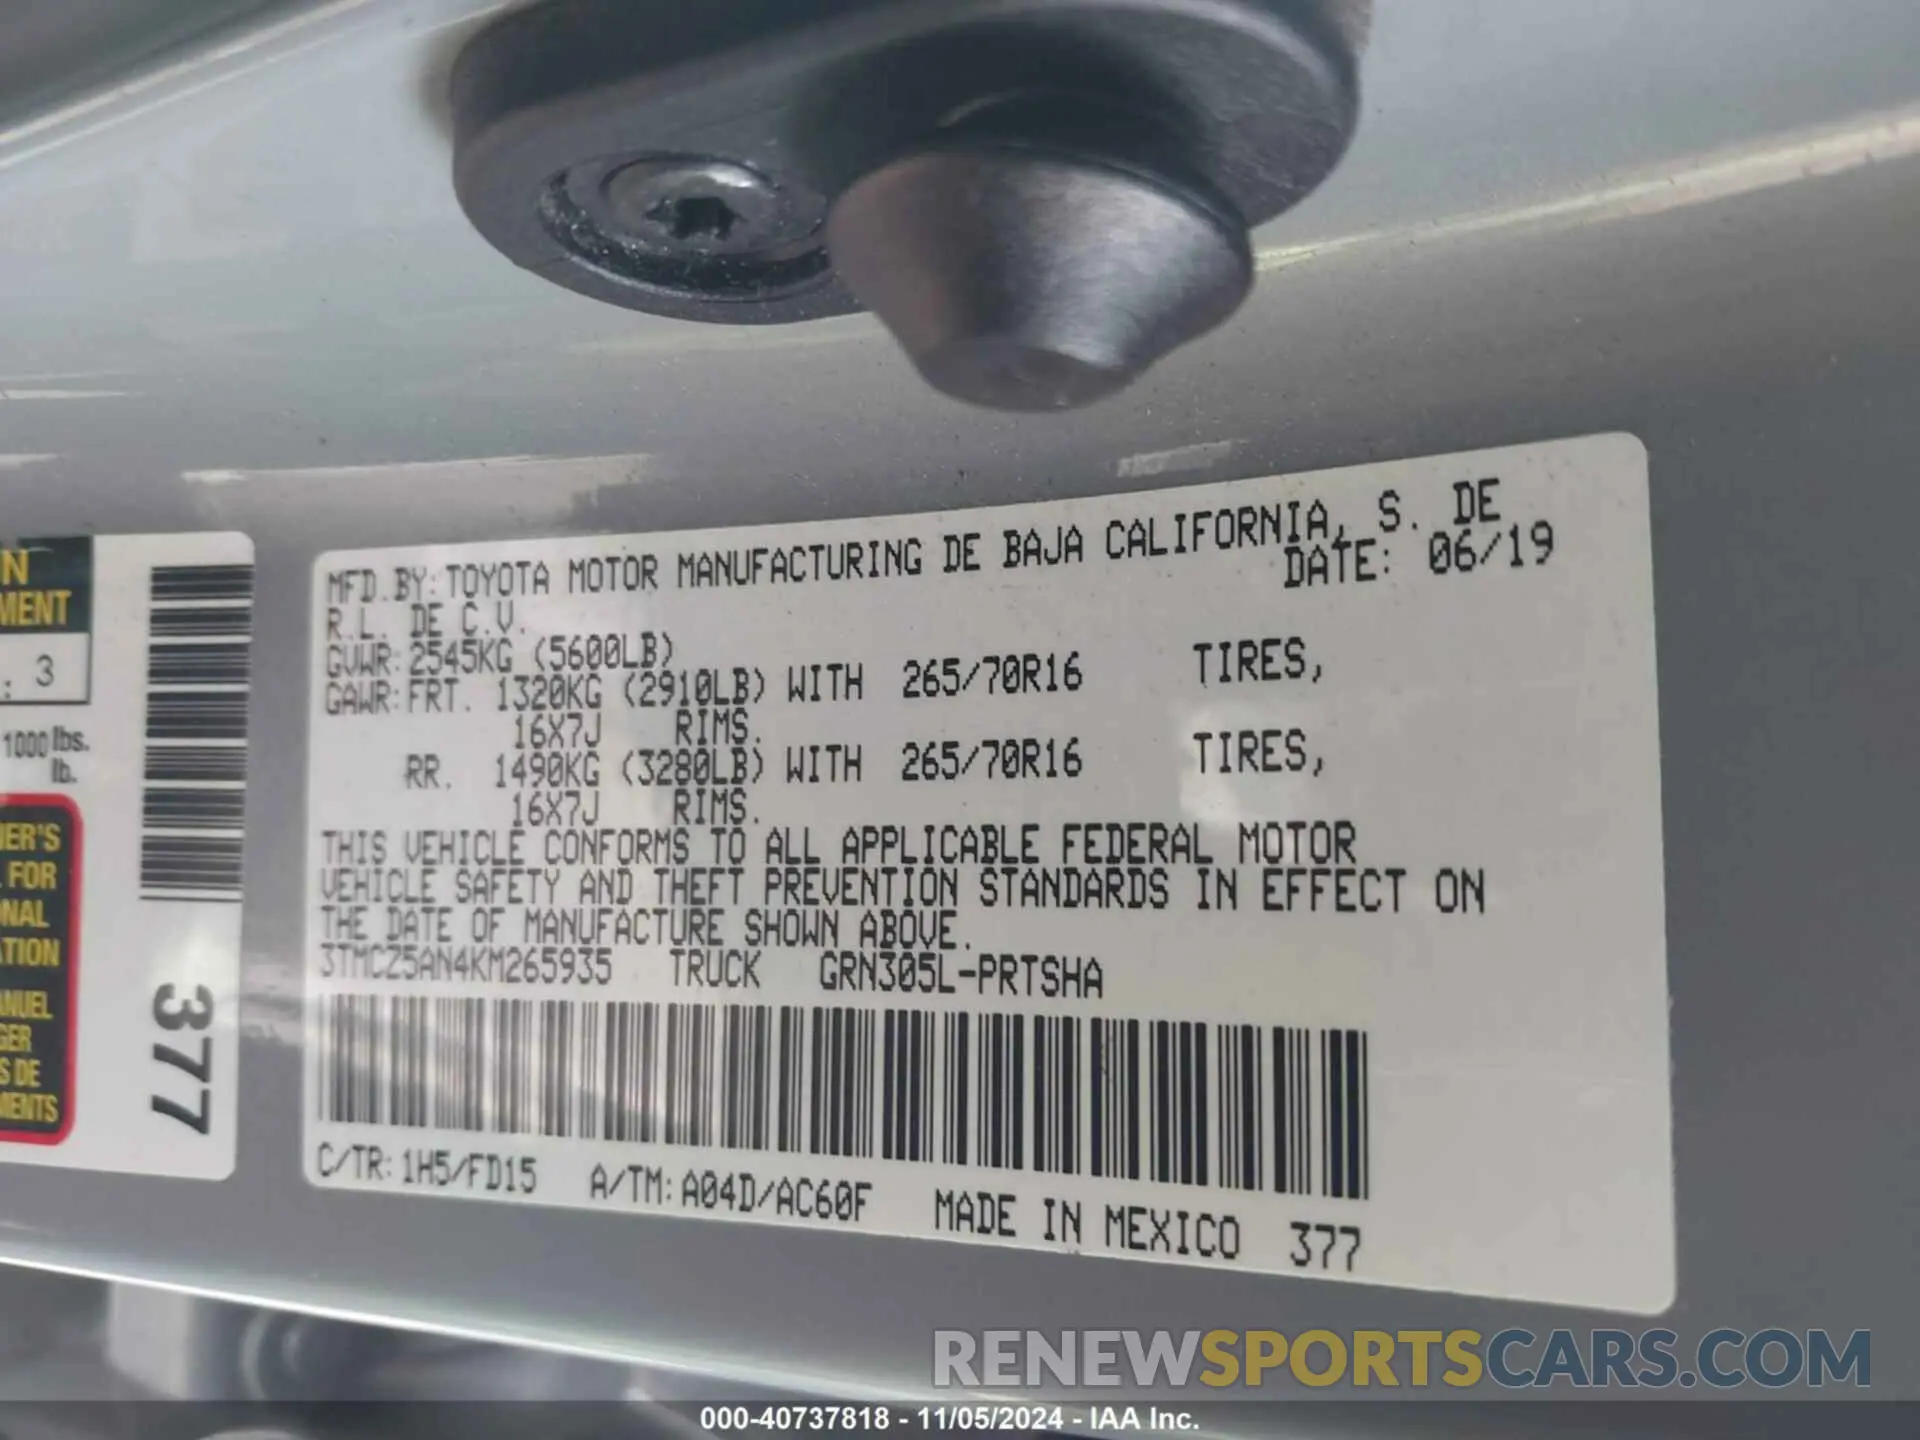 MFD.BY:TOYOTA MOTOR MANUFACTURING DE BAJA CALIFORNIA, S. DE
R.L. DE C.V.
DATE: 06/19
GVWR:2545KG (5600LB)
GAWR:FRT. 1320KG (2910LB) WITH 265/70R16 TIRES,
16X7J RIMS.
RR. 1490KG (3280LB) WITH 265/70R16 TIRES,
16X7J RIMS.
THIS VEHICLE CONFORMS TO ALL APPLICABLE FEDERAL MOTOR
VEHICLE SAFETY AND THEFT PREVENTION STANDARDS IN EFFECT ON
THE DATE OF MANUFACTURE SHOWN ABOVE.
3TMCZ5AN4KM265935 TRUCK GRN305L-PRTSHA
C/TR:1H5/FD15 A/TM:A04D/AC60F MADE IN MEXICO 377
: 3
1000 lbs.
lb.
FOR
S DE
377
RENEWSPORTSCARS.COM
000-40737818 - 11/05/2024 - IAA Inc.